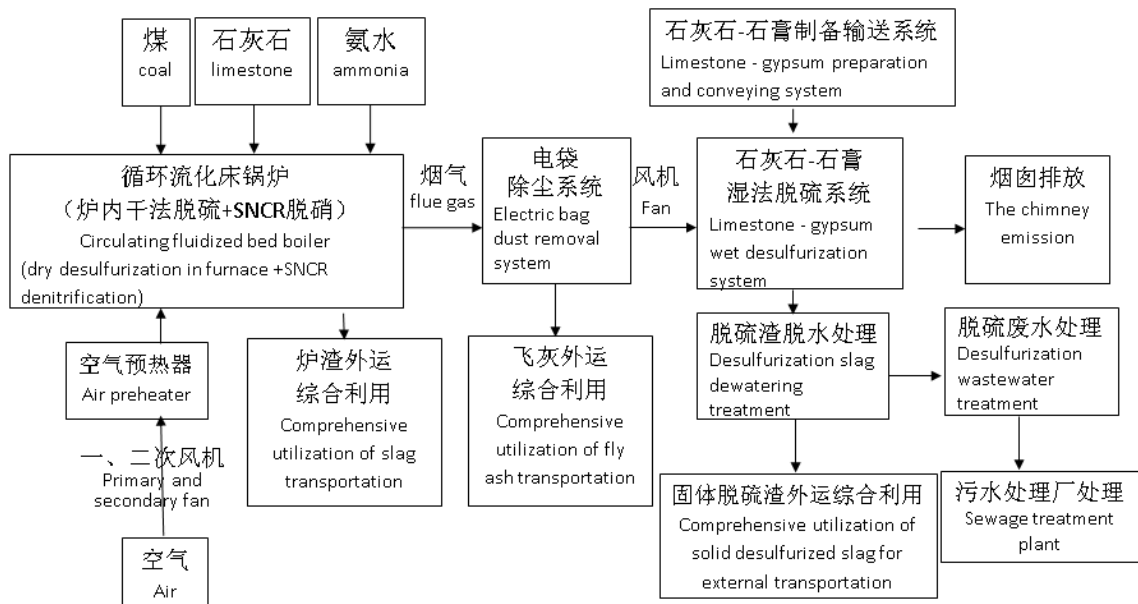 煤
coal
石灰石
limestone
氨水
ammonia
石灰石-石膏制备输送系统
Limestone - gypsum preparation
and conveying system
循环流化床锅炉
（炉内干法脱硫+SNCR脱硝）
Circulating fluidized bed boiler
(dry desulfurization in furnace +SNCR
denitrification)
烟气
flue gas
电袋
除尘系统
Electric bag
dust removal
system
风机
Fan
石灰石-石膏
湿法脱硫系统
Limestone - gypsum
wet desulfurization
system
烟囱排放
The chimney
emission
空气预热器
Air preheater
炉渣外运
综合利用
Comprehensive
utilization of slag
transportation
飞灰外运
综合利用
Comprehensive
utilization of fly
ash transportation
脱硫渣脱水处理
Desulfurization slag
dewatering
treatment
脱硫废水处理
Desulfurization
wastewater
treatment
一、二次风机
Primary and
secondary fan
固体脱硫渣外运综合利用
Comprehensive utilization of
solid desulfurized slag for
external transportation
污水处理厂处理
Sewage treatment
plant
空气
Air